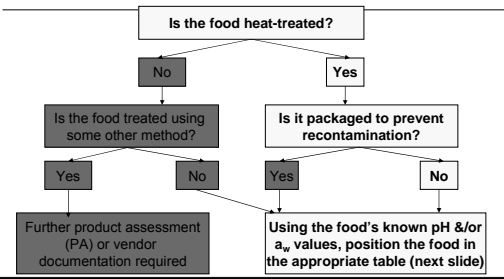 Is the food heat-treated?
No
Yes
Is the food treated using
some other method?
Is it packaged to prevent
recontamination?
Yes
No
Yes
No
Further product assessment
(PA) or vendor
documentation required
Using the food's known pH &/or
aw values, position the food in
the appropriate table (next slide)